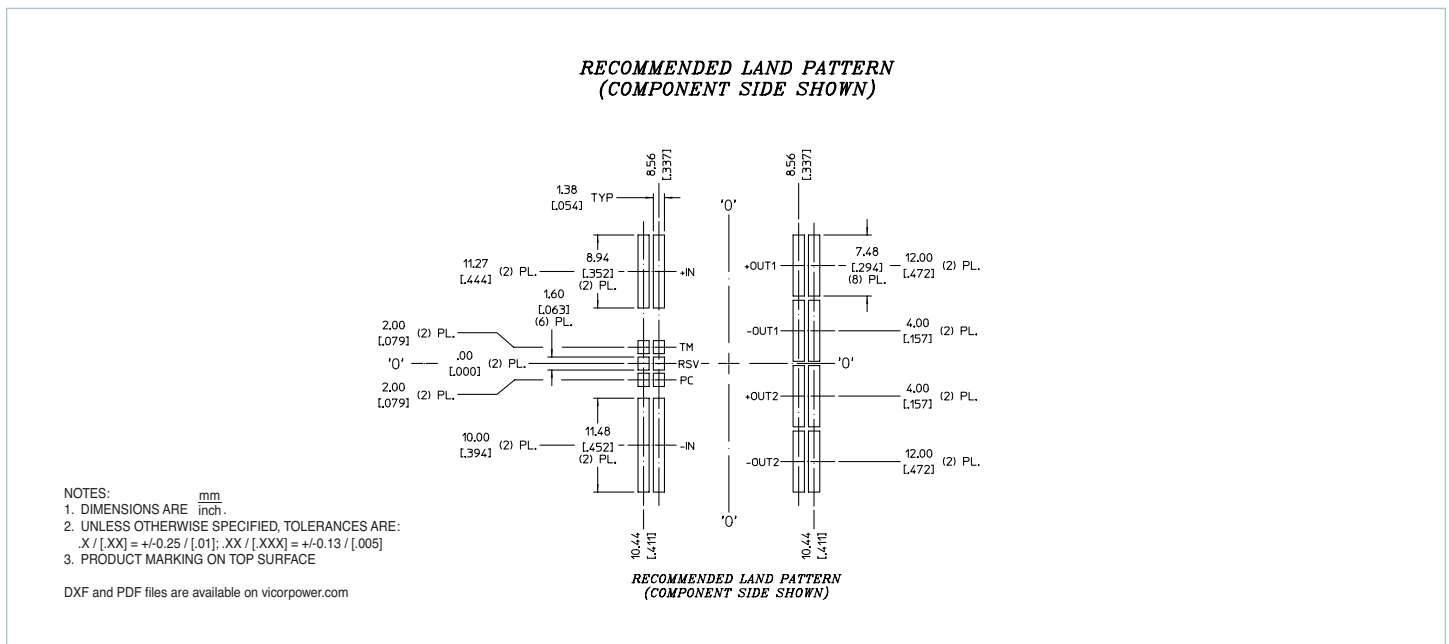 RECOMMENDED LAND PATTERN
(COMPONENT SIDE SHOWN)
8.56
[.337]
8.56
[.337]
1.38
[.054]
TYP
'0'
11.27
[.444]
(2) PL.
8.94
[.352]
(2) PL.
+IN
+OUT1
7.48
[.294]
(8) PL.
12.00
[.472]
(2) PL.
1.60
[.063]
(6) PL.
2.00
[.079]
(2) PL.
TM
-OUT1
4.00
[.157]
(2) PL.
'0'
.00
[.000]
(2) PL.
RSV
'0'
2.00
[.079]
(2) PL.
PC
+OUT2
4.00
[.157]
(2) PL.
10.00
[.394]
(2) PL.
11.48
[.452]
(2) PL.
-IN
-OUT2
12.00
[.472]
(2) PL.
'0'
10.44
[.411]
10.44
[.411]
RECOMMENDED LAND PATTERN
(COMPONENT SIDE SHOWN)
NOTES:
1. DIMENSIONS ARE mm
inch.
2. UNLESS OTHERWISE SPECIFIED, TOLERANCES ARE:
.X / [.XX] = +/-0.25 / [.01]; .XX / [.XXX] = +/-0.13 / [.005]
3. PRODUCT MARKING ON TOP SURFACE
DXF and PDF files are available on vicorpower.com